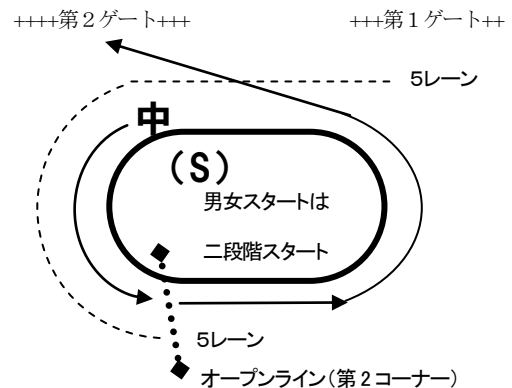 ++++第２ゲート+++
+++第１ゲート++
5レーン
中
（S）
男女スタートは
二段階スタート
5レーン
オープンライン（第２コーナー）